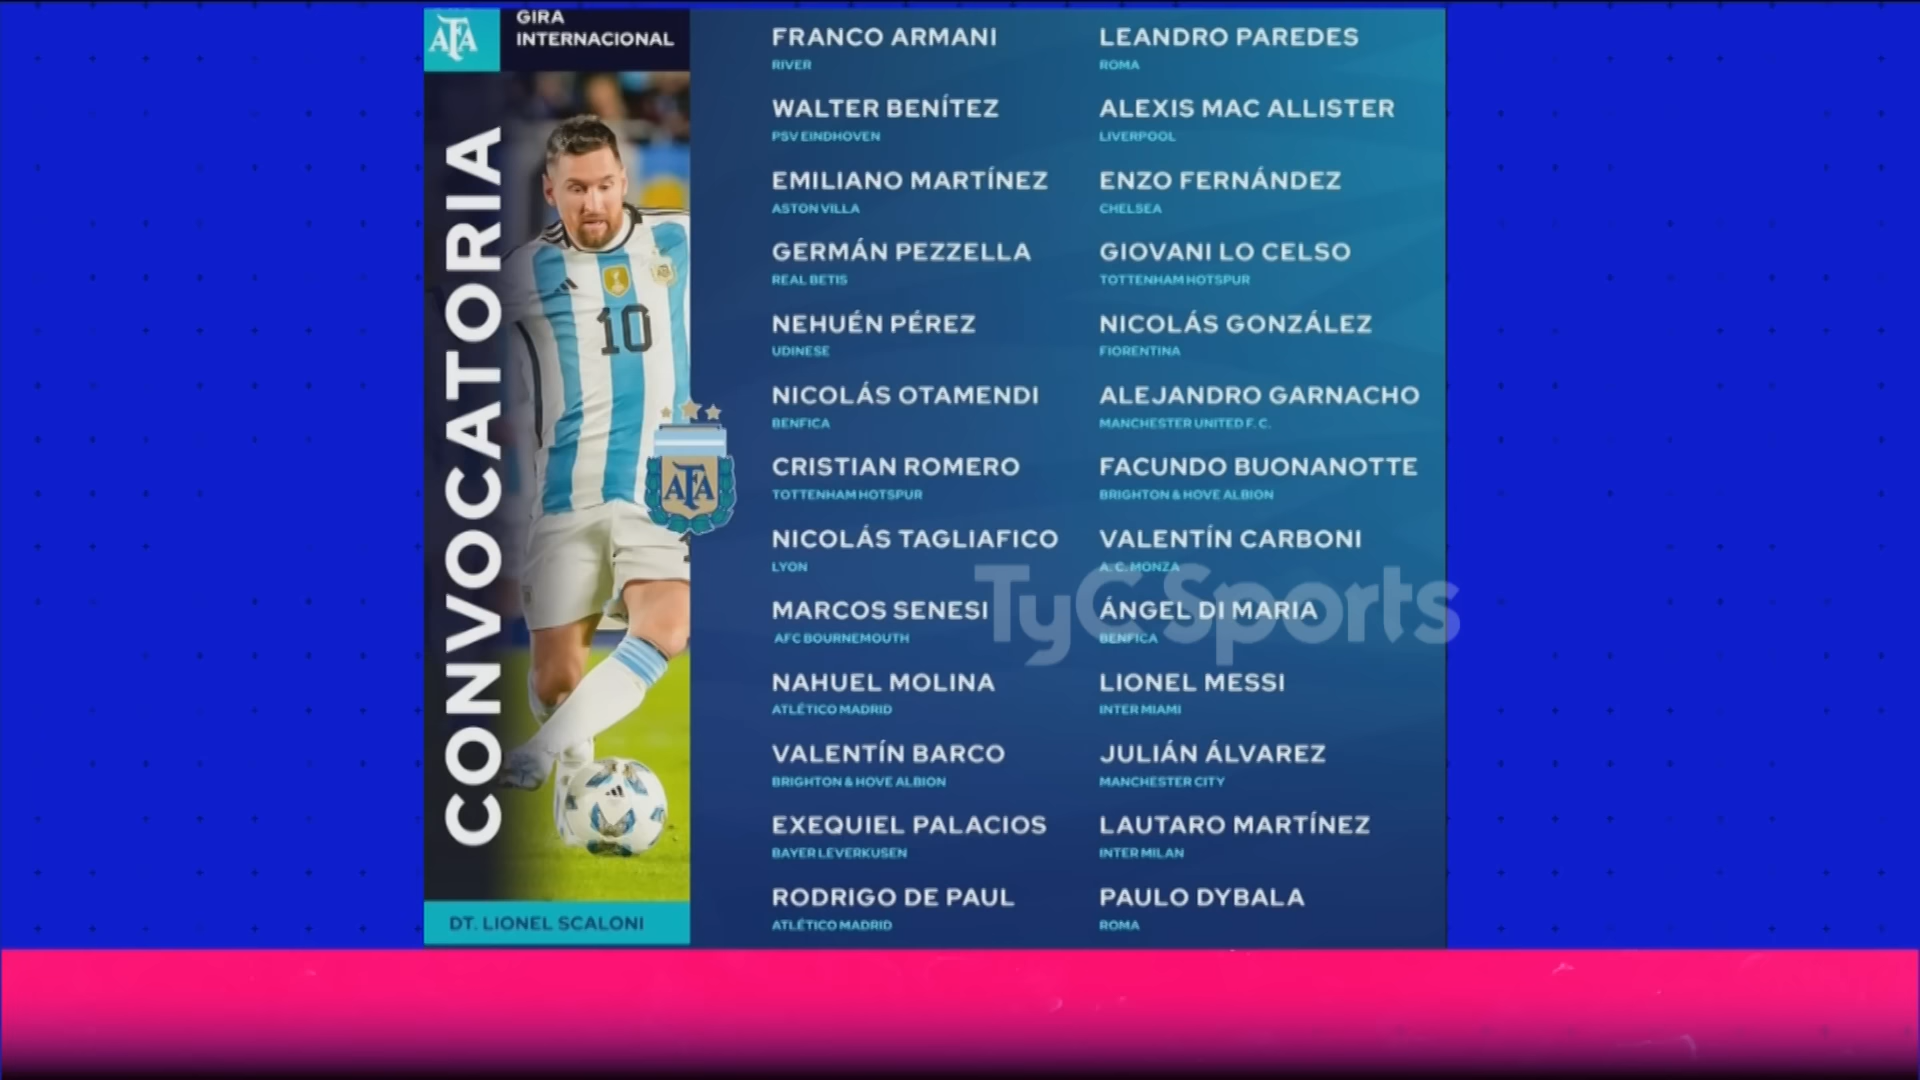 AFA
GIRA
INTERNACIONAL
CONVOCATORIA
10
AFA
DT. LIONEL SCALONI
FRANCO ARMANI
RIVER
WALTER BENÍTEZ
PSV EINDHOVEN
EMILIANO MARTÍNEZ
ASTON VILLA
GERMÁN PEZZELLA
REAL BETIS
NEHUÉN PÉREZ
UDINESE
NICOLÁS OTAMENDI
BENFICA
CRISTIAN ROMERO
TOTTENHAM HOTSPUR
NICOLÁS TAGLIAFICO
LYON
MARCOS SENESI
AFC BOURNEMOUTH
NAHUEL MOLINA
ATLÉTICO MADRID
VALENTÍN BARCO
BRIGHTON & HOVE ALBION
EXEQUIEL PALACIOS
BAYER LEVERKUSEN
RODRIGO DE PAUL
ATLÉTICO MADRID
LEANDRO PAREDES
ROMA
ALEXIS MAC ALLISTER
LIVERPOOL
ENZO FERNÁNDEZ
CHELSEA
GIOVANI LO CELSO
TOTTENHAM HOTSPUR
NICOLÁS GONZÁLEZ
FIORENTINA
ALEJANDRO GARNACHO
MANCHESTER UNITED F. C.
FACUNDO BUONANOTTE
BRIGHTON & HOVE ALBION
VALENTÍN CARBONI
A. C. MONZA
ÁNGEL DI MARIA
BENFICA
LIONEL MESSI
INTER MIAMI
JULIÁN ÁLVAREZ
MANCHESTER CITY
LAUTARO MARTÍNEZ
INTER MILAN
PAULO DYBALA
ROMA
TyC Sports